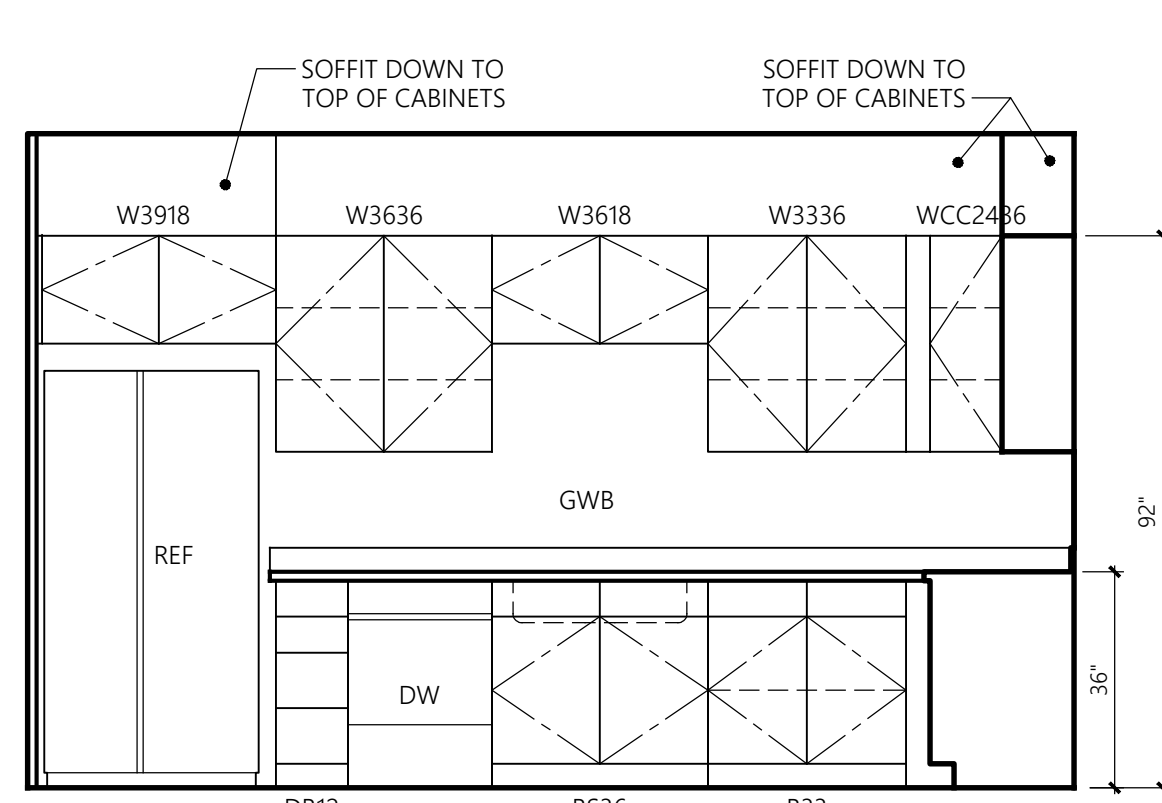 SOFFIT DOWN TO
TOP OF CABINETS
SOFFIT DOWN TO
TOP OF CABINETS
W3918
W3636
W3618
W3336
WCC2436
GWB
92"
REF
36"
DW